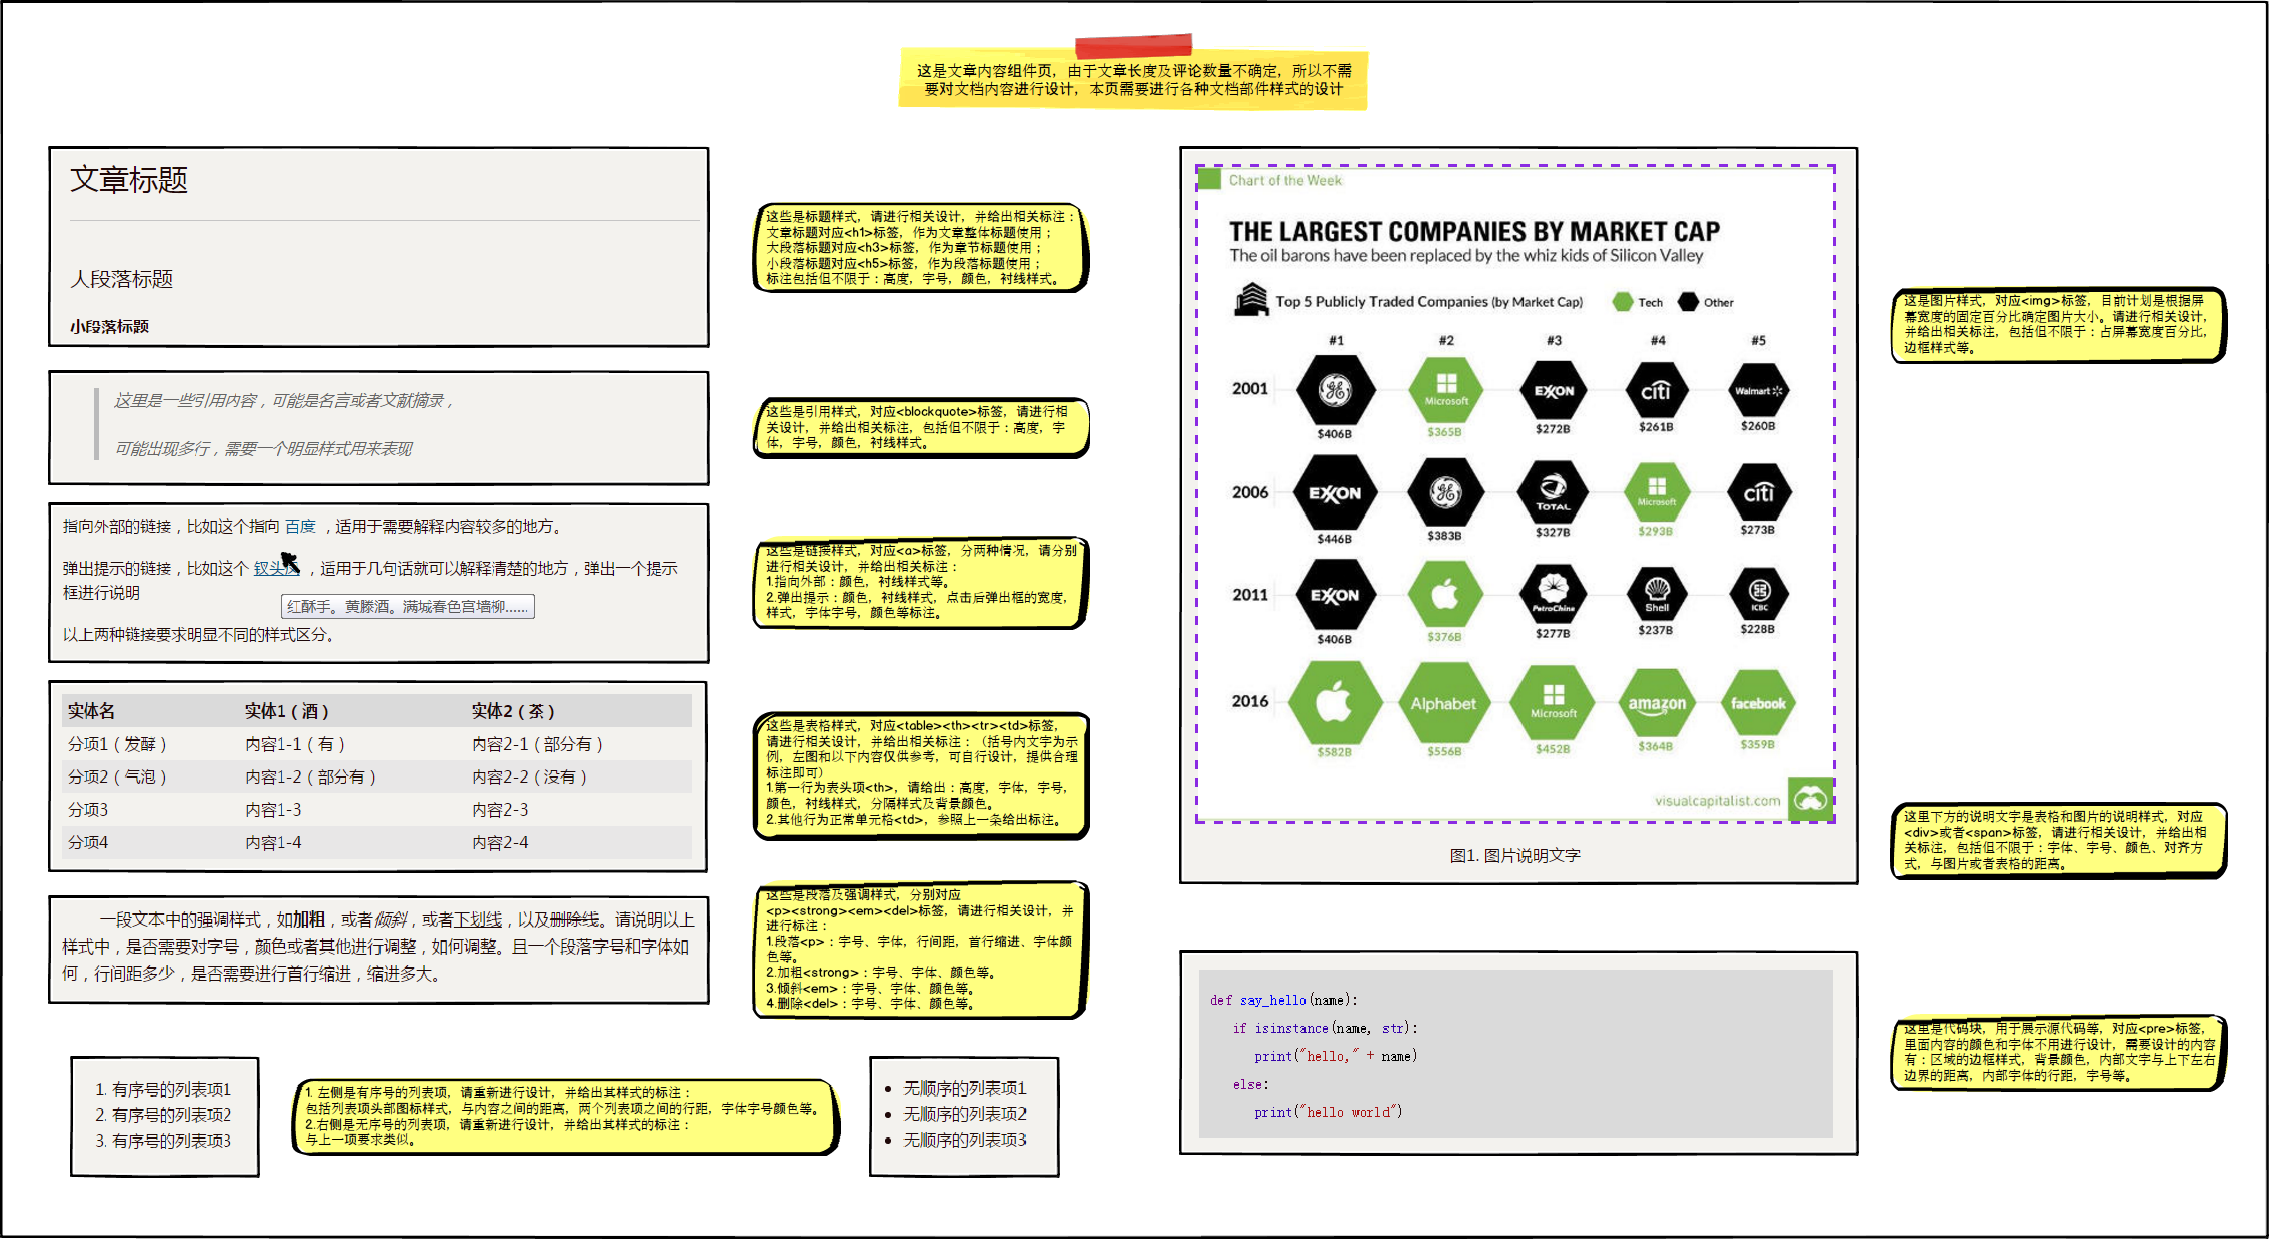 这是文章内容组件页，由于文章长度及评论数量不确定，所以不需
要对文档内容进行设计，本页需要进行各种文档部件样式的设计
文章标题
人段落标题
小段落标题
这些是标题样式，请进行相关设计，并给出相关标注：
文章标题对应<h1>标签，作为文章整体标题使用；
大段落标题对应<h3>标签，作为章节标题使用；
小段落标题对应<h5>标签，作为段落标题使用；
标注包括但不限于：高度，字号，颜色，衬线样式。
这里是一些引用内容，可能是名言或者文献摘录，
可能出现多行，需要一个明显样式用来表现
这些是引用样式，对应<blockquote>标签，请进行相
关设计，并给出相关标注，包括但不限于：高度，字
体，字号，颜色，衬线样式。
指向外部的链接，比如这个指向 百度 ，适用于需要解释内容较多的地方。
弹出提示的链接，比如这个 钗头凤 ，适用于几句话就可以解释清楚的地方，弹出一个提示
框进行说明
红酥手。黄滕酒。满城春色宫墙柳......
以上两种链接要求明显不同的样式区分。
这些是链接样式，对应<a>标签，分两种情况，请分别
进行相关设计，并给出相关标注：
1.指向外部：颜色，衬线样式等。
2.弹出提示：颜色，衬线样式，点击后弹出框的宽度，
样式，字体字号，颜色等标注。
实体名 实体1（酒） 实体2（茶）
分项1（发酵） 内容1-1（有） 内容2-1（部分有）
分项2（气泡） 内容1-2（部分有） 内容2-2（没有）
分项3 内容1-3 内容2-3
分项4 内容1-4 内容2-4
这些是表格样式，对应<table><th><tr><td>标签，
请进行相关设计，并给出相关标注：（括号内文字为示
例，左图和以下内容仅供参考，可自行设计，提供合理
标注即可）
1.第一行为表头项<th>，请给出：高度，字体，字号，
颜色，衬线样式，分隔样式及背景颜色。
2.其他行为正常单元格<td>，参照上一条给出标注。
一段文本中的强调样式，如加粗，或者倾斜，或者下划线，以及删除线。请说明以上
样式中，是否需要对字号，颜色或者其他进行调整，如何调整。且一个段落字号和字体如
何，行间距多少，是否需要进行首行缩进，缩进多大。
这些是段落及强调样式，分别对应
<p><strong><em><del>标签，请进行相关设计，并
进行标注：
1.段落<p>：字号、字体，行间距，首行缩进、字体颜
色等。
2.加粗<strong>：字号、字体、颜色等。
3.倾斜<em>：字号、字体、颜色等。
4.删除<del>：字号、字体、颜色等。
1. 有序号的列表项1
2. 有序号的列表项2
3. 有序号的列表项3
1. 左侧是有序号的列表项，请重新进行设计，并给出其样式的标注：
包括列表项头部图标样式，与内容之间的距离，两个列表项之间的行距，字体字号颜色等。
2.右侧是无序号的列表项，请重新进行设计，并给出其样式的标注：
与上一项要求类似。
• 无顺序的列表项1
• 无顺序的列表项2
• 无顺序的列表项3
Chart of the Week
THE LARGEST COMPANIES BY MARKET CAP
The oil barons have been replaced by the whiz kids of Silicon Valley
Top 5 Publicly Traded Companies (by Market Cap) Tech Other
#1 #2 #3 #4 #5
2001 GE Microsoft EXXON citi Walmart
$406B $365B $272B $261B $260B
2006 EXXON GE TOTAL Microsoft citi
$446B $383B $327B $293B $273B
2011 EXXON PetroChina Shell ICBC
$406B $376B $277B $237B $228B
2016 Alphabet Microsoft amazon facebook
$582B $556B $452B $364B $359B
visualcapitalist.com
图1. 图片说明文字
这是图片样式，对应<img>标签，目前计划是根据屏
幕宽度的固定百分比确定图片大小。请进行相关设计，
并给出相关标注，包括但不限于：占屏幕宽度百分比，
边框样式等。
这里下方的说明文字是表格和图片的说明样式，对应
<div>或者<span>标签，请进行相关设计，并给出相
关标注，包括但不限于：字体、字号、颜色、对齐方
式，与图片或者表格的距离。
def say_hello(name):
if isinstance(name, str):
print("hello," + name)
else:
print("hello world")
这里是代码块，用于展示源代码等，对应<pre>标签，
里面内容的颜色和字体不用进行设计，需要设计的内容
有：区域的边框样式，背景颜色，内部文字与上下左右
边界的距离，内部字体的行距，字号等。